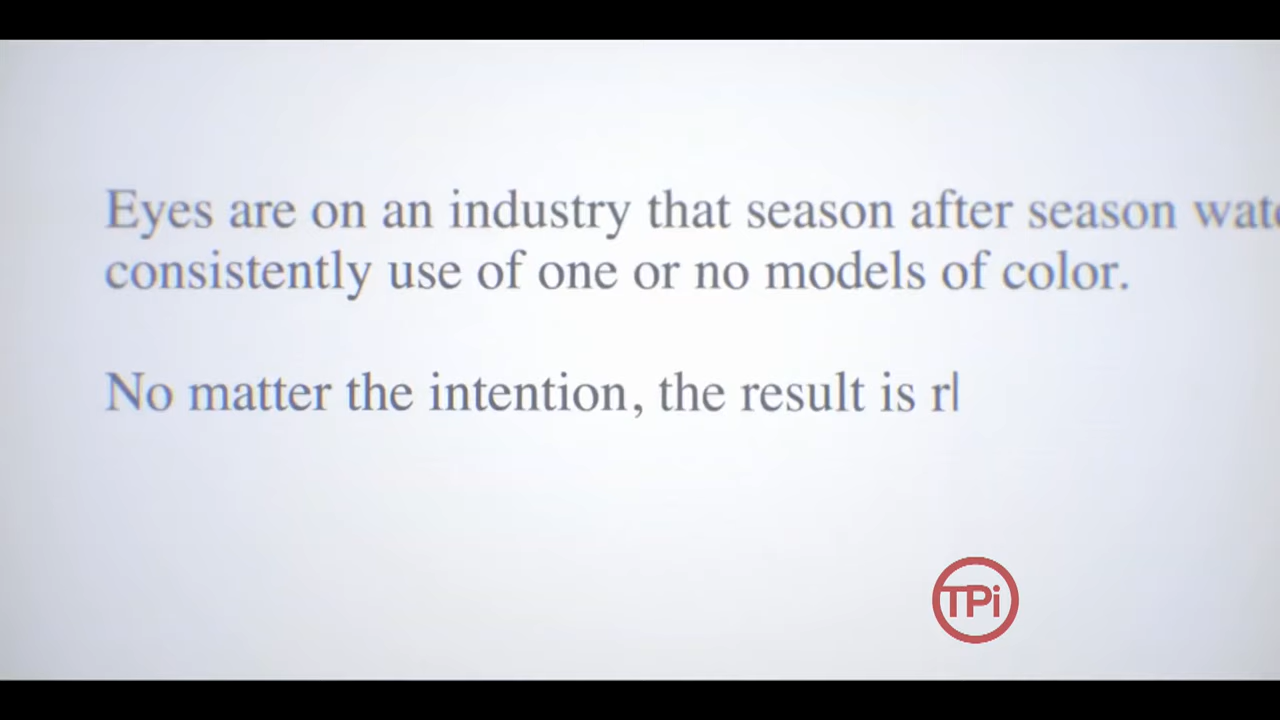 Eyes are on an industry that season after season wat
consistently use of one or no models of color.
No matter the intention, the result is r
TPi